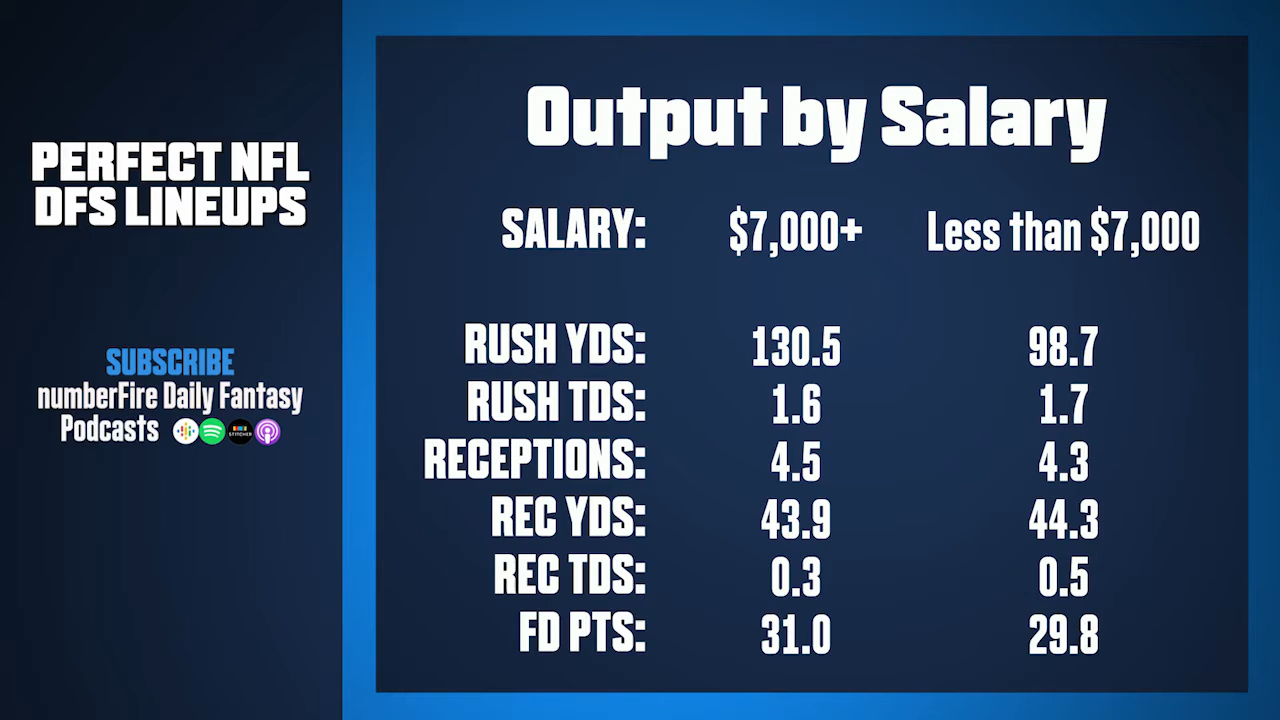 PERFECT NFL
DFS LINEUPS
SUBSCRIBE
numberFire Daily Fantasy
Podcasts
STITCHER
Output by Salary
SALARY: $7,000+ Less than $7,000
RUSH YDS: 130.5 98.7
RUSH TDS: 1.6 1.7
RECEPTIONS: 4.5 4.3
REC YDS: 43.9 44.3
REC TDS: 0.3 0.5
FD PTS: 31.0 29.8